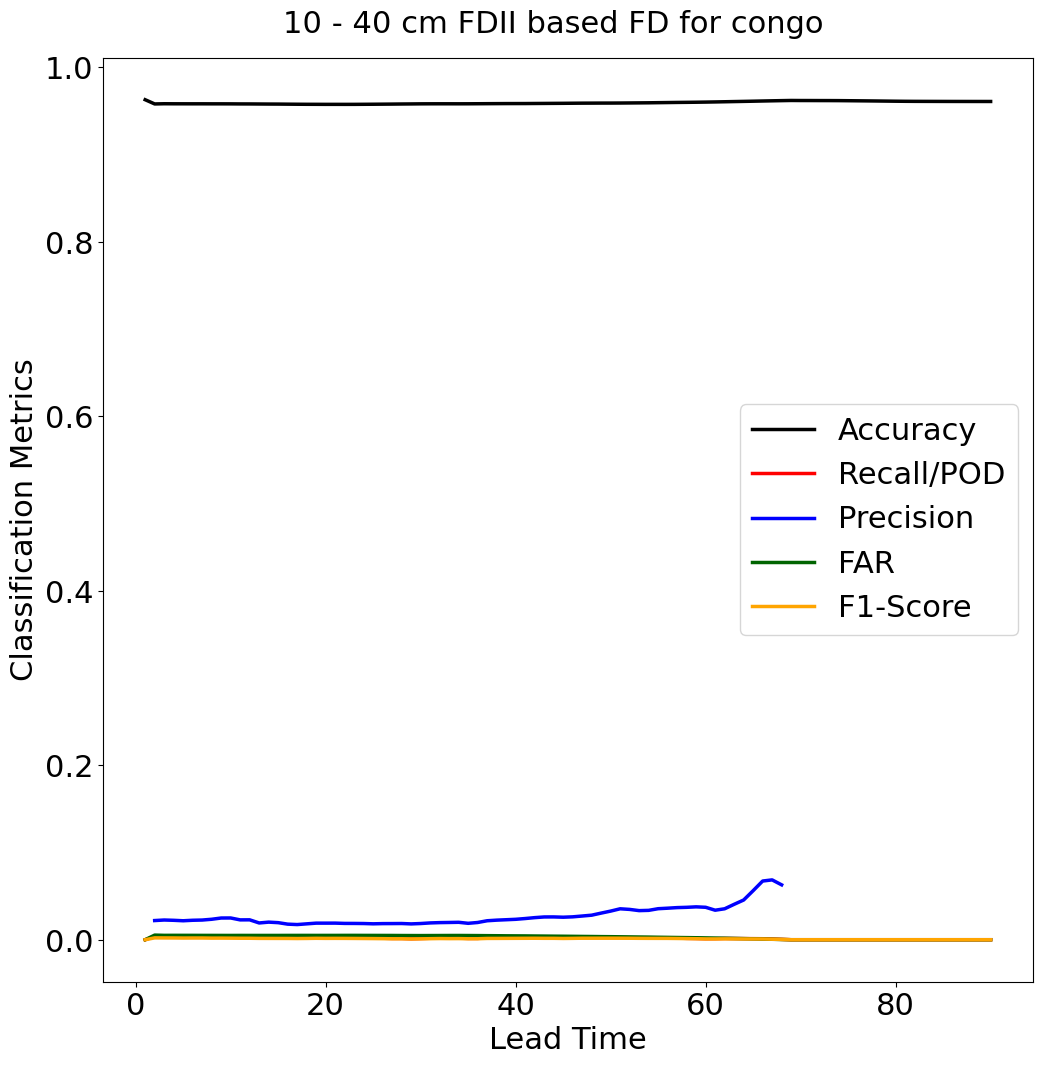 10 - 40 cm FDII based FD for congo
1.0
0.8
0.6
0.4
0.2
0.0
Classification Metrics
Accuracy
Recall/POD
Precision
FAR
F1-Score
0 20 40 60 80
Lead Time